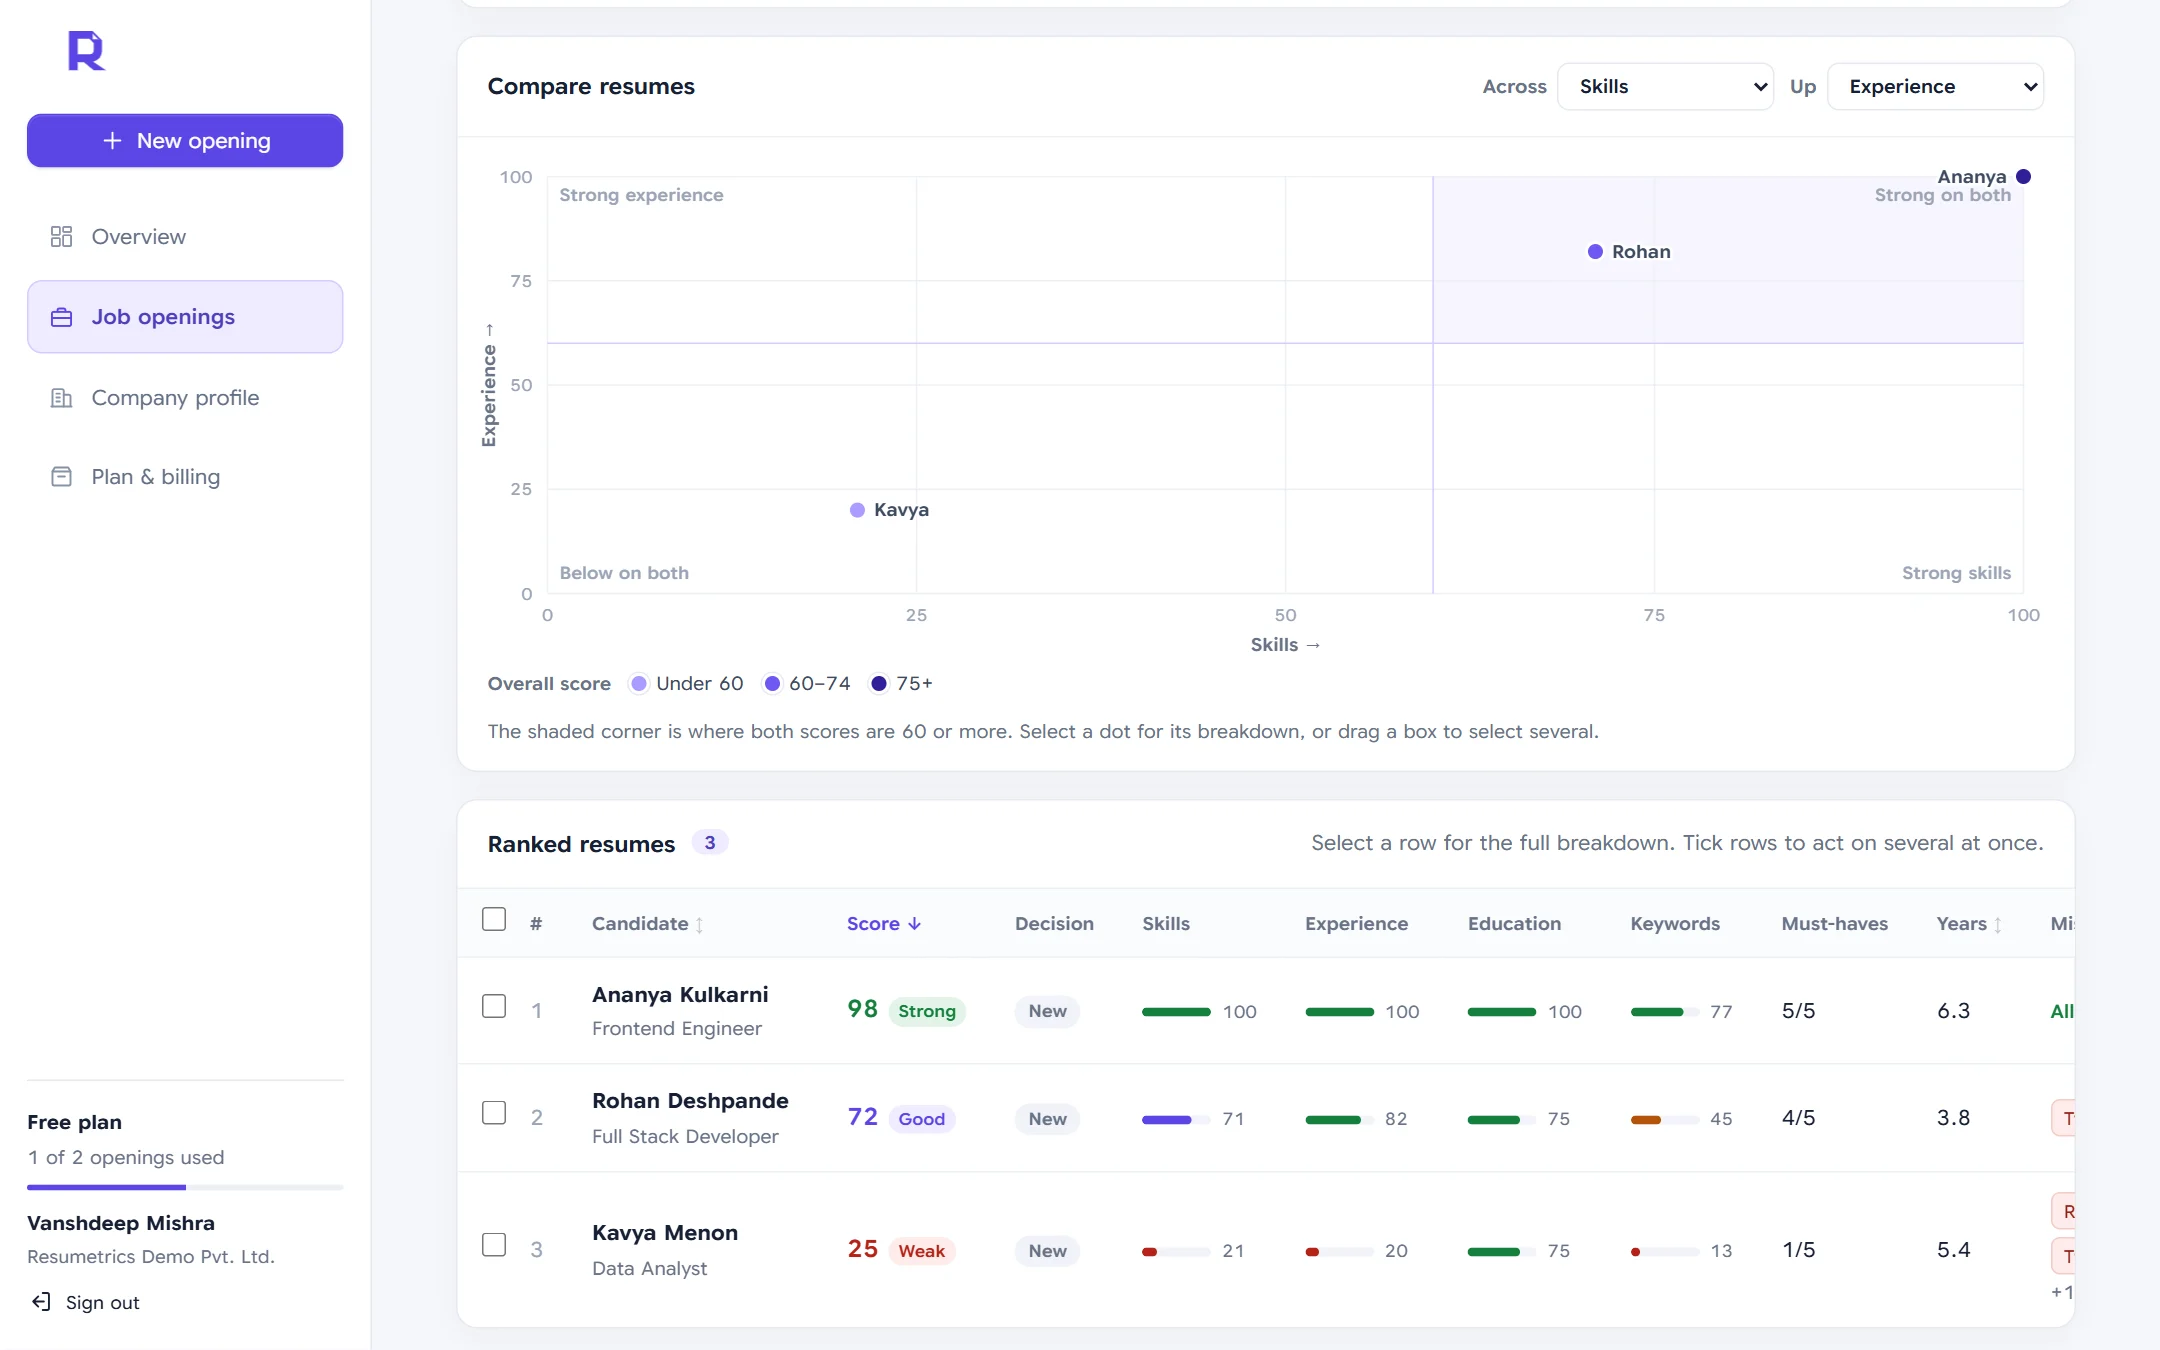 R
+ New opening
Overview
Job openings
Company profile
Plan & billing
Free plan
1 of 2 openings used
Vanshdeep Mishra
Resumetrics Demo Pvt. Ltd.
Sign out
Compare resumes
Across Skills Up Experience
100
75
50
25
0
Experience →
Strong experience
Ananya
Strong on both
Rohan
Kavya
Below on both
Strong skills
0 25 50 75 100
Skills →
Overall score Under 60 60–74 75+
The shaded corner is where both scores are 60 or more. Select a dot for its breakdown, or drag a box to select several.
Ranked resumes 3
Select a row for the full breakdown. Tick rows to act on several at once.
# Candidate ↕ Score ↓ Decision Skills Experience Education Keywords Must-haves Years ↕ Mi
1 Ananya Kulkarni 98 Strong New 100 100 100 77 5/5 6.3 All
Frontend Engineer
2 Rohan Deshpande 72 Good New 71 82 75 45 4/5 3.8 T
Full Stack Developer
R
3 Kavya Menon 25 Weak New 21 20 75 13 1/5 5.4 T
Data Analyst
+1